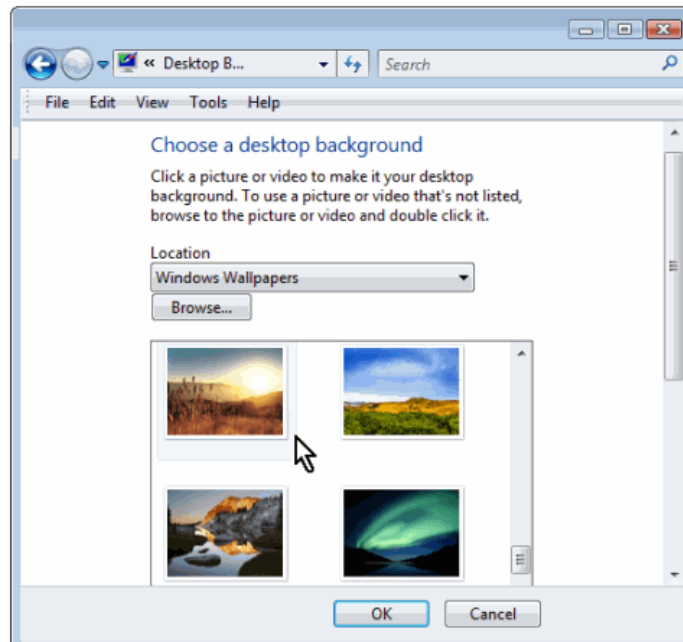 « Desktop B...
Search
File Edit View Tools Help
Choose a desktop background
Click a picture or video to make it your desktop
background. To use a picture or video that's not listed,
browse to the picture or video and double click it.
Location
Windows Wallpapers
Browse...
OK Cancel